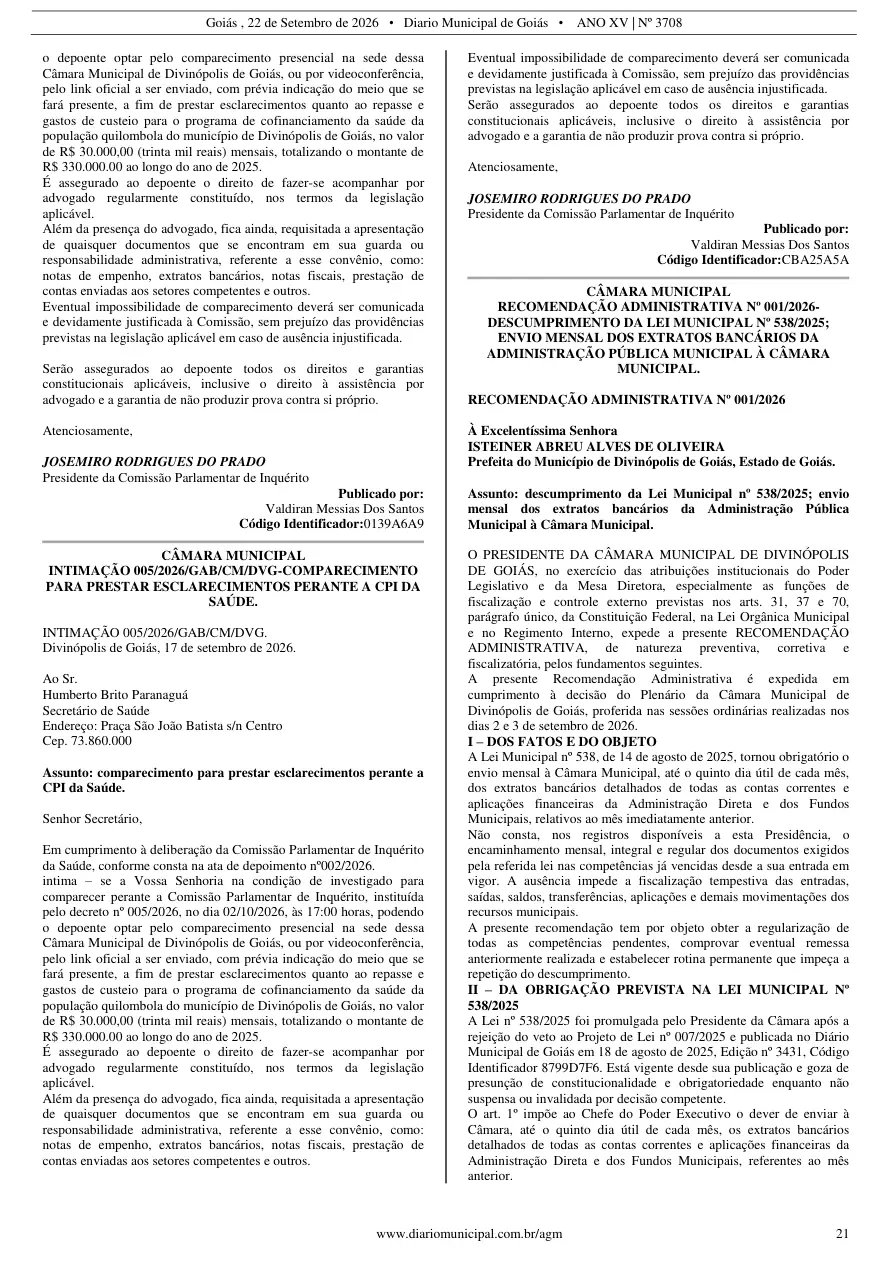 Goiás , 22 de Setembro de 2026 • Diario Municipal de Goiás • ANO XV | Nº 3708
o depoente optar pelo comparecimento presencial na sede dessa
Câmara Municipal de Divinópolis de Goiás, ou por videoconferência,
pelo link oficial a ser enviado, com prévia indicação do meio que se
fará presente, a fim de prestar esclarecimentos quanto ao repasse e
gastos de custeio para o programa de cofinanciamento da saúde da
população quilombola do município de Divinópolis de Goiás, no valor
de R$ 30.000,00 (trinta mil reais) mensais, totalizando o montante de
R$ 330.000.00 ao longo do ano de 2025.
É assegurado ao depoente o direito de fazer-se acompanhar por
advogado regularmente constituído, nos termos da legislação
aplicável.
Além da presença do advogado, fica ainda, requisitada a apresentação
de quaisquer documentos que se encontram em sua guarda ou
responsabilidade administrativa, referente a esse convênio, como:
notas de empenho, extratos bancários, notas fiscais, prestação de
contas enviadas aos setores competentes e outros.
Eventual impossibilidade de comparecimento deverá ser comunicada
e devidamente justificada à Comissão, sem prejuízo das providências
previstas na legislação aplicável em caso de ausência injustificada.
Serão assegurados ao depoente todos os direitos e garantias
constitucionais aplicáveis, inclusive o direito à assistência por
advogado e a garantia de não produzir prova contra si próprio.
Atenciosamente,
JOSEMIRO RODRIGUES DO PRADO
Presidente da Comissão Parlamentar de Inquérito
Publicado por:
Valdiran Messias Dos Santos
Código Identificador:0139A6A9
CÂMARA MUNICIPAL
INTIMAÇÃO 005/2026/GAB/CM/DVG-COMPARECIMENTO
PARA PRESTAR ESCLARECIMENTOS PERANTE A CPI DA
SAÚDE.
INTIMAÇÃO 005/2026/GAB/CM/DVG.
Divinópolis de Goiás, 17 de setembro de 2026.
Ao Sr.
Humberto Brito Paranaguá
Secretário de Saúde
Endereço: Praça São João Batista s/n Centro
Cep. 73.860.000
Assunto: comparecimento para prestar esclarecimentos perante a
CPI da Saúde.
Senhor Secretário,
Em cumprimento à deliberação da Comissão Parlamentar de Inquérito
da Saúde, conforme consta na ata de depoimento nº002/2026.
intima – se a Vossa Senhoria na condição de investigado para
comparecer perante a Comissão Parlamentar de Inquérito, instituída
pelo decreto nº 005/2026, no dia 02/10/2026, às 17:00 horas, podendo
o depoente optar pelo comparecimento presencial na sede dessa
Câmara Municipal de Divinópolis de Goiás, ou por videoconferência,
pelo link oficial a ser enviado, com prévia indicação do meio que se
fará presente, a fim de prestar esclarecimentos quanto ao repasse e
gastos de custeio para o programa de cofinanciamento da saúde da
população quilombola do município de Divinópolis de Goiás, no valor
de R$ 30.000,00 (trinta mil reais) mensais, totalizando o montante de
R$ 330.000.00 ao longo do ano de 2025.
É assegurado ao depoente o direito de fazer-se acompanhar por
advogado regularmente constituído, nos termos da legislação
aplicável.
Além da presença do advogado, fica ainda, requisitada a apresentação
de quaisquer documentos que se encontram em sua guarda ou
responsabilidade administrativa, referente a esse convênio, como:
notas de empenho, extratos bancários, notas fiscais, prestação de
contas enviadas aos setores competentes e outros.
Eventual impossibilidade de comparecimento deverá ser comunicada
e devidamente justificada à Comissão, sem prejuízo das providências
previstas na legislação aplicável em caso de ausência injustificada.
Serão assegurados ao depoente todos os direitos e garantias
constitucionais aplicáveis, inclusive o direito à assistência por
advogado e a garantia de não produzir prova contra si próprio.
Atenciosamente,
JOSEMIRO RODRIGUES DO PRADO
Presidente da Comissão Parlamentar de Inquérito
Publicado por:
Valdiran Messias Dos Santos
Código Identificador:CBA25A5A
CÂMARA MUNICIPAL
RECOMENDAÇÃO ADMINISTRATIVA Nº 001/2026-
DESCUMPRIMENTO DA LEI MUNICIPAL Nº 538/2025;
ENVIO MENSAL DOS EXTRATOS BANCÁRIOS DA
ADMINISTRAÇÃO PÚBLICA MUNICIPAL À CÂMARA
MUNICIPAL.
RECOMENDAÇÃO ADMINISTRATIVA Nº 001/2026
À Excelentíssima Senhora
ISTEINER ABREU ALVES DE OLIVEIRA
Prefeita do Município de Divinópolis de Goiás, Estado de Goiás.
Assunto: descumprimento da Lei Municipal nº 538/2025; envio
mensal dos extratos bancários da Administração Pública
Municipal à Câmara Municipal.
O PRESIDENTE DA CÂMARA MUNICIPAL DE DIVINÓPOLIS
DE GOIÁS, no exercício das atribuições institucionais do Poder
Legislativo e da Mesa Diretora, especialmente as funções de
fiscalização e controle externo previstas nos arts. 31, 37 e 70,
parágrafo único, da Constituição Federal, na Lei Orgânica Municipal
e no Regimento Interno, expede a presente RECOMENDAÇÃO
ADMINISTRATIVA, de natureza preventiva, corretiva e
fiscalizatória, pelos fundamentos seguintes.
A presente Recomendação Administrativa é expedida em
cumprimento à decisão do Plenário da Câmara Municipal de
Divinópolis de Goiás, proferida nas sessões ordinárias realizadas nos
dias 2 e 3 de setembro de 2026.
I – DOS FATOS E DO OBJETO
A Lei Municipal nº 538, de 14 de agosto de 2025, tornou obrigatório o
envio mensal à Câmara Municipal, até o quinto dia útil de cada mês,
dos extratos bancários detalhados de todas as contas correntes e
aplicações financeiras da Administração Direta e dos Fundos
Municipais, relativos ao mês imediatamente anterior.
Não consta, nos registros disponíveis a esta Presidência, o
encaminhamento mensal, integral e regular dos documentos exigidos
pela referida lei nas competências já vencidas desde a sua entrada em
vigor. A ausência impede a fiscalização tempestiva das entradas,
saídas, saldos, transferências, aplicações e demais movimentações dos
recursos municipais.
A presente recomendação tem por objeto obter a regularização de
todas as competências pendentes, comprovar eventual remessa
anteriormente realizada e estabelecer rotina permanente que impeça a
repetição do descumprimento.
II – DA OBRIGAÇÃO PREVISTA NA LEI MUNICIPAL Nº
538/2025
A Lei nº 538/2025 foi promulgada pelo Presidente da Câmara após a
rejeição do veto ao Projeto de Lei nº 007/2025 e publicada no Diário
Municipal de Goiás em 18 de agosto de 2025, Edição nº 3431, Código
Identificador 8799D7F6. Está vigente desde sua publicação e goza de
presunção de constitucionalidade e obrigatoriedade enquanto não
suspensa ou invalidada por decisão competente.
O art. 1º impõe ao Chefe do Poder Executivo o dever de enviar à
Câmara, até o quinto dia útil de cada mês, os extratos bancários
detalhados de todas as contas correntes e aplicações financeiras da
Administração Direta e dos Fundos Municipais, referentes ao mês
anterior.
www.diariomunicipal.com.br/agm
21